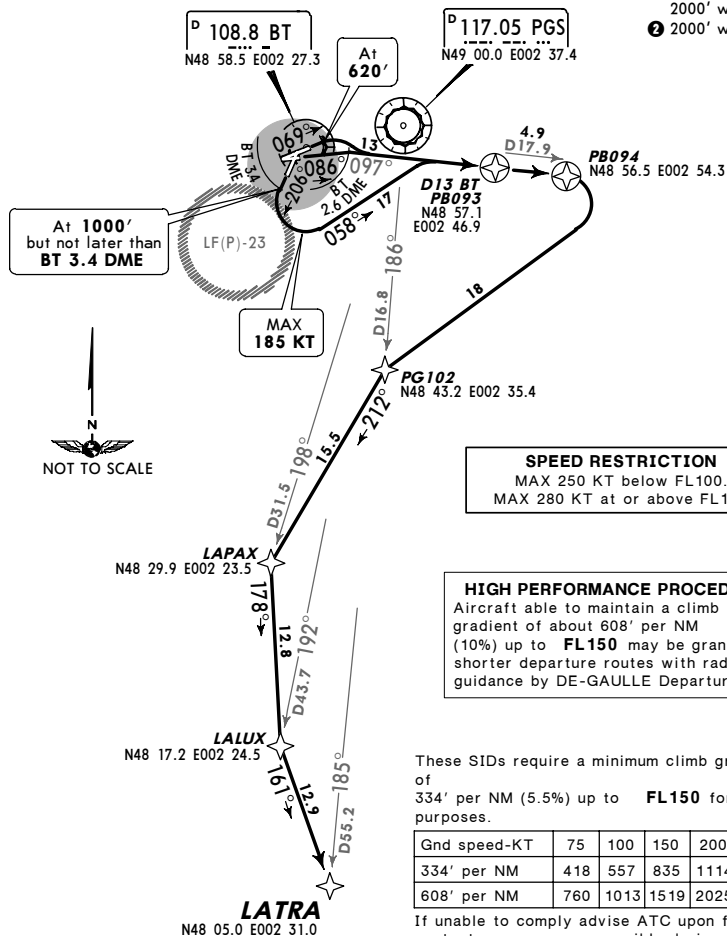 2000' w
❷ 2000' w
D 108.8 BT
N48 58.5 E002 27.3
D 117.05 PGS
N49 00.0 E002 37.4
At
620'
069°
BT 3.4
DME
206°
086°
097°
13
BT
2.6 DME
058°
17
4.9
D17.9
PB094
N48 56.5 E002 54.3
D13 BT
PB093
N48 57.1
E002 46.9
At 1000'
but not later than
BT 3.4 DME
LF(P)-23
MAX
185 KT
186°
D16.8
18
PG102
N48 43.2 E002 35.4
212°
15.5
198°
D31.5
N
NOT TO SCALE
SPEED RESTRICTION
MAX 250 KT below FL100.
MAX 280 KT at or above FL1
LAPAX
N48 29.9 E002 23.5
178°
12.8
192°
D43.7
HIGH PERFORMANCE PROCED
Aircraft able to maintain a climb
gradient of about 608' per NM
(10%) up to FL150 may be gran
shorter departure routes with rad
guidance by DE-GAULLE Departur
LALUX
N48 17.2 E002 24.5
161°
12.9
185°
D55.2
LATRA
N48 05.0 E002 31.0
These SIDs require a minimum climb gr
of
334' per NM (5.5%) up to FL150 for
purposes.
Gnd speed-KT 75 100 150 200
334' per NM 418 557 835 1114
608' per NM 760 1013 1519 2025
If unable to comply advise ATC upon f